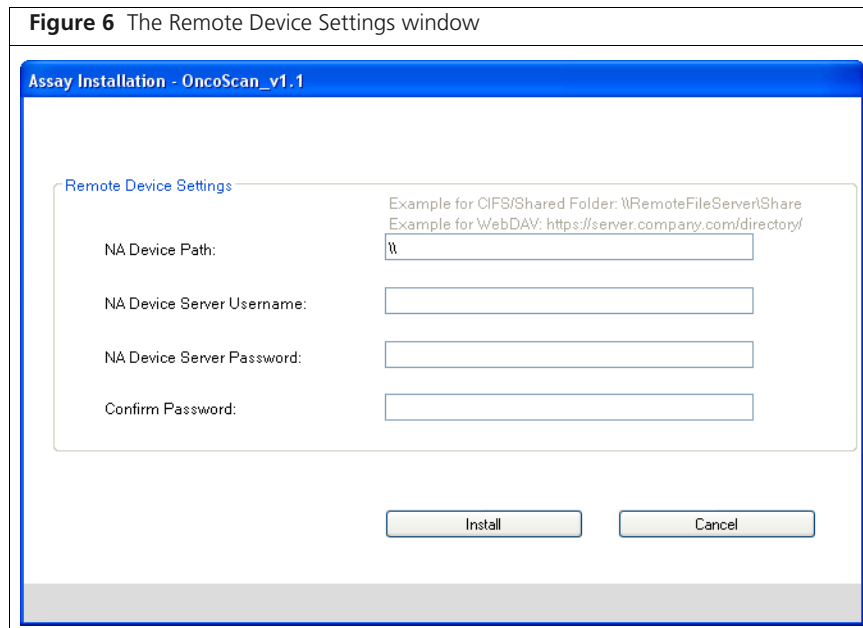 Figure 6 The Remote Device Settings window
Assay Installation - OncoScan_v1.1
Remote Device Settings
Example for CIFS/Shared Folder: \\RemoteFileServer\Share
Example for WebDAV: https://server.company.com/directory/
NA Device Path:
\\
NA Device Server Username:
NA Device Server Password:
Confirm Password:
Install
Cancel